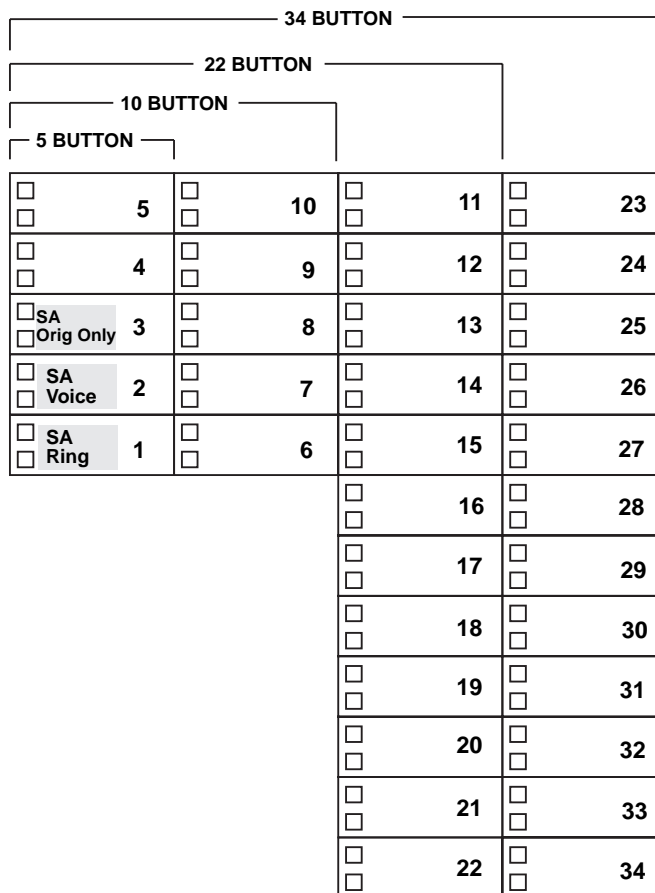 34 BUTTON
22 BUTTON
10 BUTTON
5 BUTTON
5 10 11 23
4 9 12 24
SA
Orig Only 3 8 13 25
SA
Voice 2 7 14 26
SA
Ring 1 6 15 27
16 28
17 29
18 30
19 31
20 32
21 33
22 34